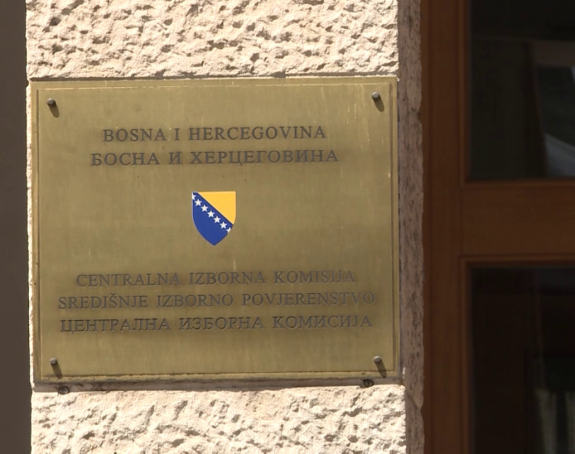 BOSNA I HERCEGOVINA
БОСНА И ХЕРЦЕГОВИНА
CENTRALNA IZBORNA KOMISIJA
SREDIŠNJE IZBORNO POVJERENSTVO
ЦЕНТРАЛНА ИЗБОРНА КОМИСИЈА